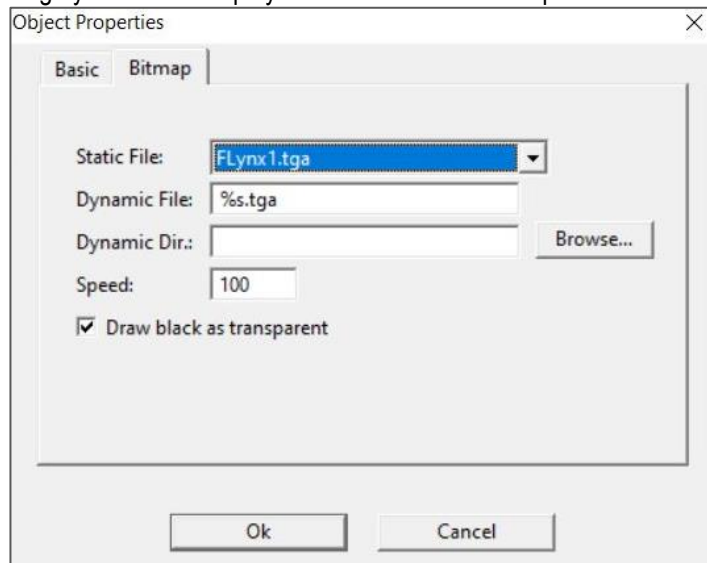 Object Properties
Basic Bitmap
Static File: FLynx1.tga
Dynamic File: %s.tga
Dynamic Dir.: Browse...
Speed: 100
Draw black as transparent
Ok Cancel